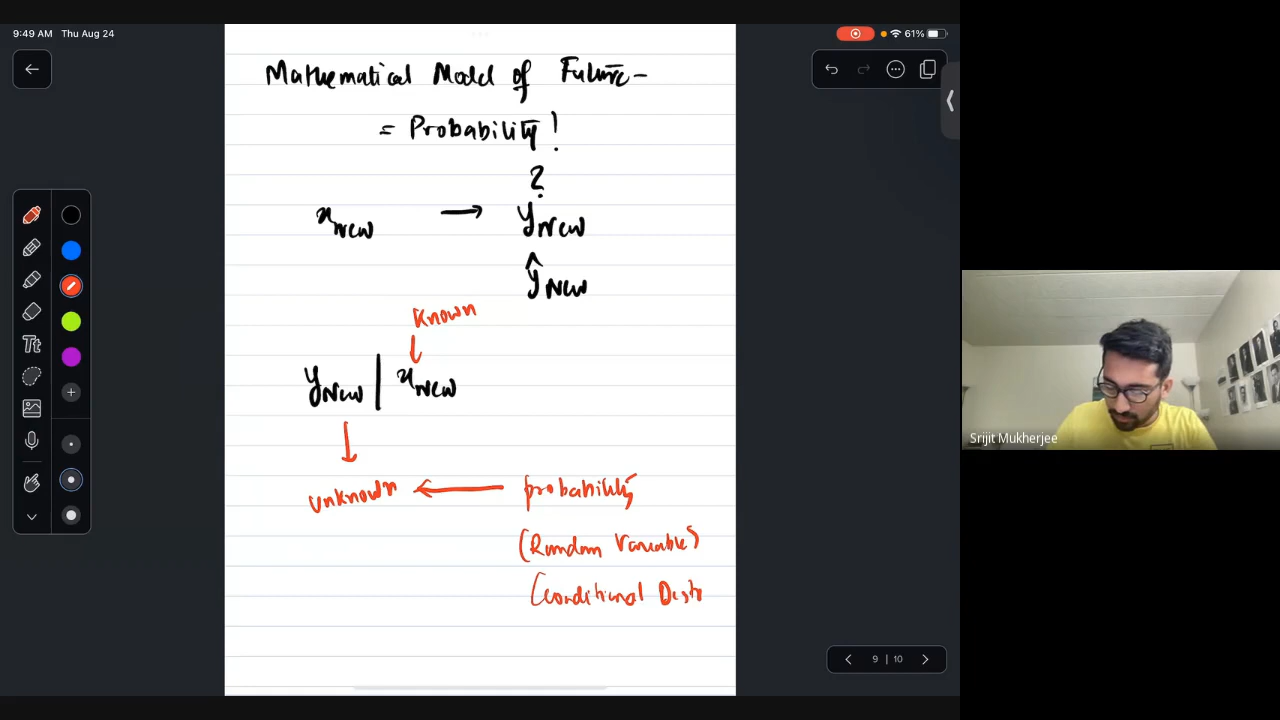 9:49 AM Thu Aug 24
61%
Mathematical Model of Future -
= Probability!
?
xNew → yNew
ŷNew
Known
↓
yNew | xNew
↓
unknown ← probability
(Random Variable)
(Conditional Distr
Tt
9 | 10
Srijit Mukherjee